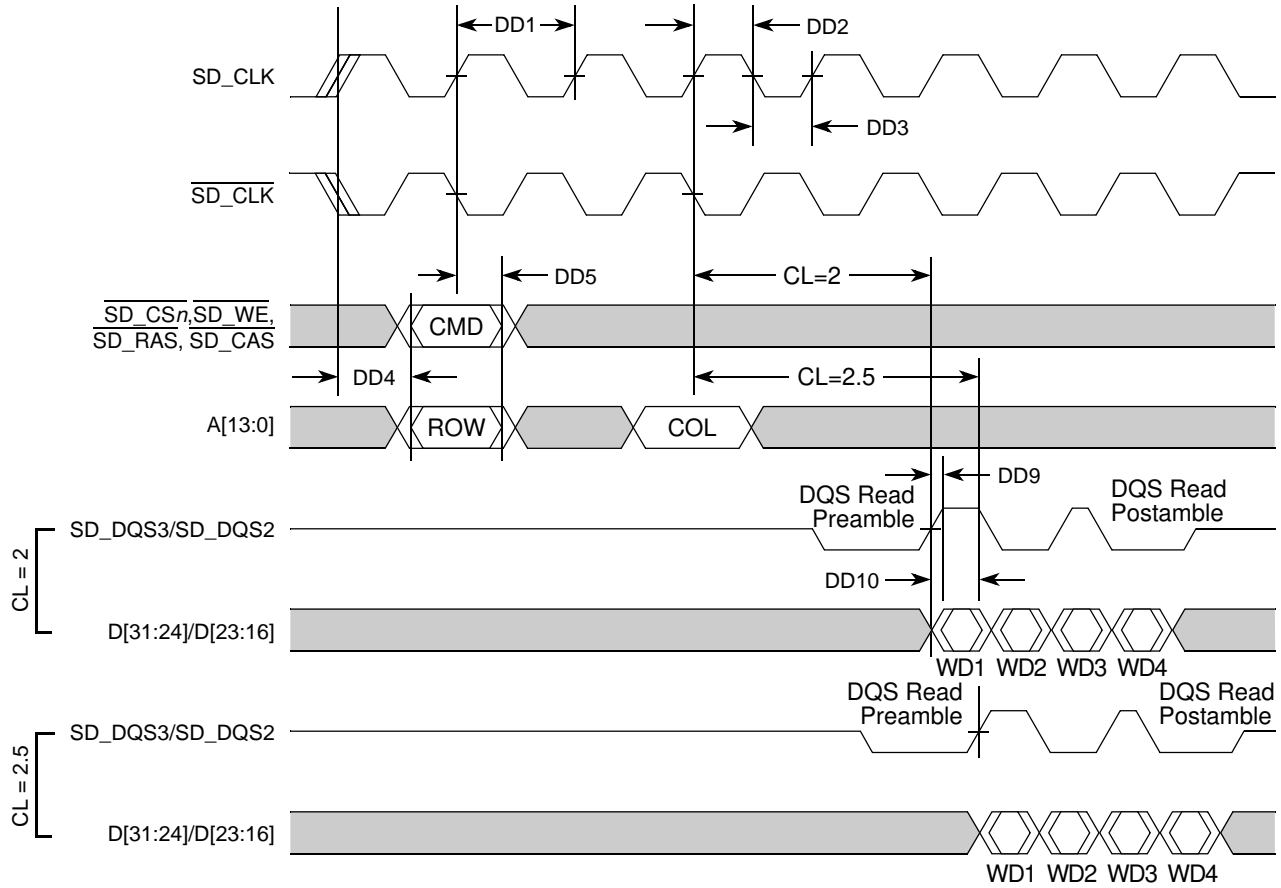 DD1
DD2
SD_CLK
DD3
SD_CLK
DD5
CL=2
SD_CSn,SD_WE,
SD_RAS, SD_CAS
CMD
DD4
CL=2.5
A[13:0]
ROW
COL
DD9
DQS Read
Preamble
DQS Read
Postamble
CL = 2
SD_DQS3/SD_DQS2
DD10
D[31:24]/D[23:16]
WD1 WD2 WD3 WD4
DQS Read
Preamble
DQS Read
Postamble
CL = 2.5
SD_DQS3/SD_DQS2
D[31:24]/D[23:16]
WD1 WD2 WD3 WD4